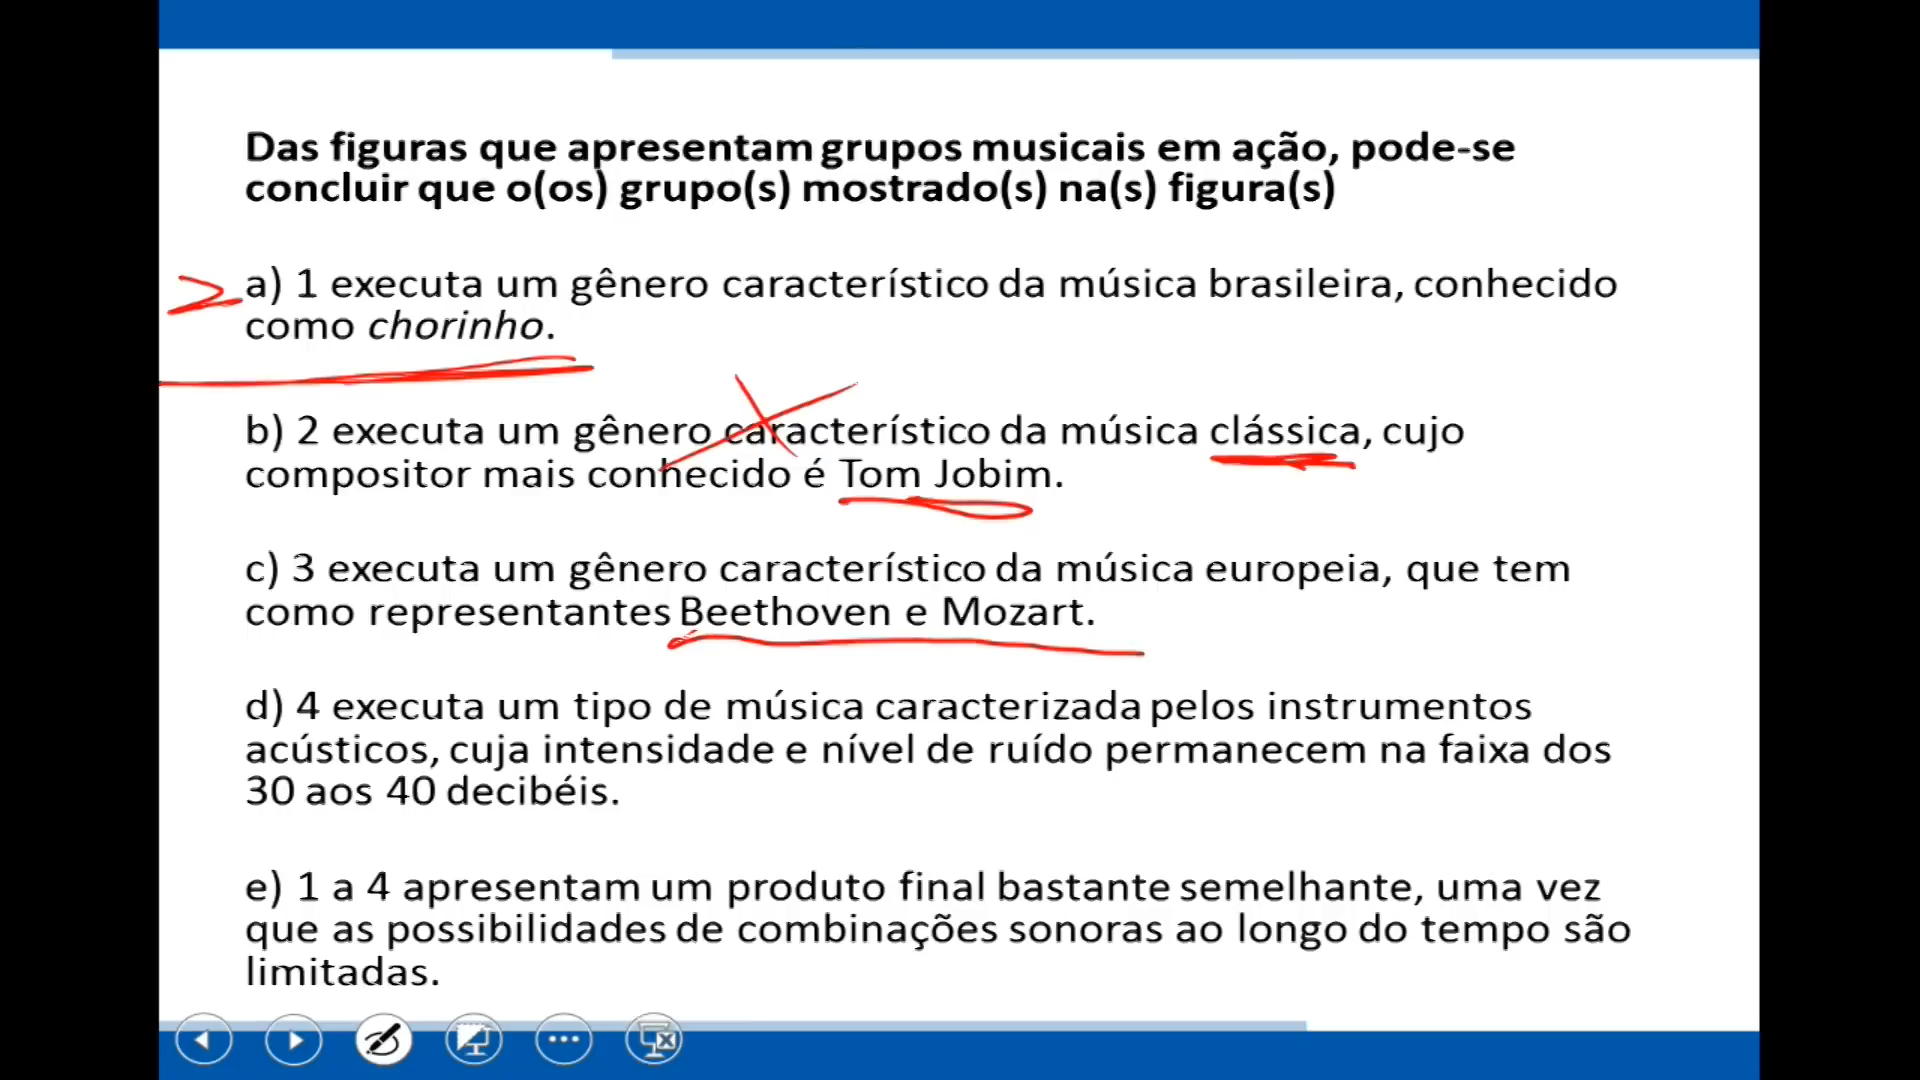 Das figuras que apresentam grupos musicais em ação, pode-se
concluir que o(os) grupo(s) mostrado(s) na(s) figura(s)
a) 1 executa um gênero característico da música brasileira, conhecido
como chorinho.
b) 2 executa um gênero característico da música clássica, cujo
compositor mais conhecido é Tom Jobim.
c) 3 executa um gênero característico da música europeia, que tem
como representantes Beethoven e Mozart.
d) 4 executa um tipo de música caracterizada pelos instrumentos
acústicos, cuja intensidade e nível de ruído permanecem na faixa dos
30 aos 40 decibéis.
e) 1 a 4 apresentam um produto final bastante semelhante, uma vez
que as possibilidades de combinações sonoras ao longo do tempo são
limitadas.